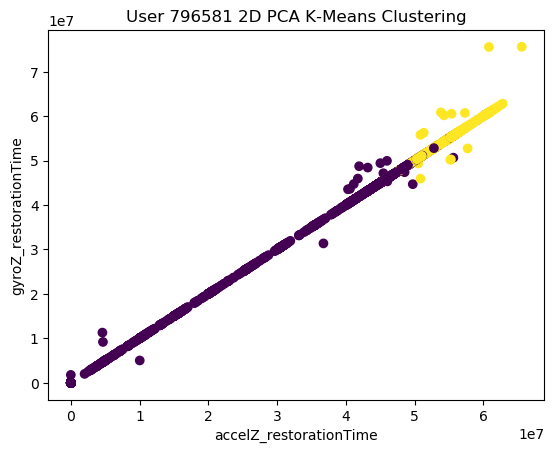 User 796581 2D PCA K-Means Clustering
1e7
7
6
5
4
3
2
1
0
gyroZ_restorationTime
0 1 2 3 4 5 6
1e7
accelZ_restorationTime